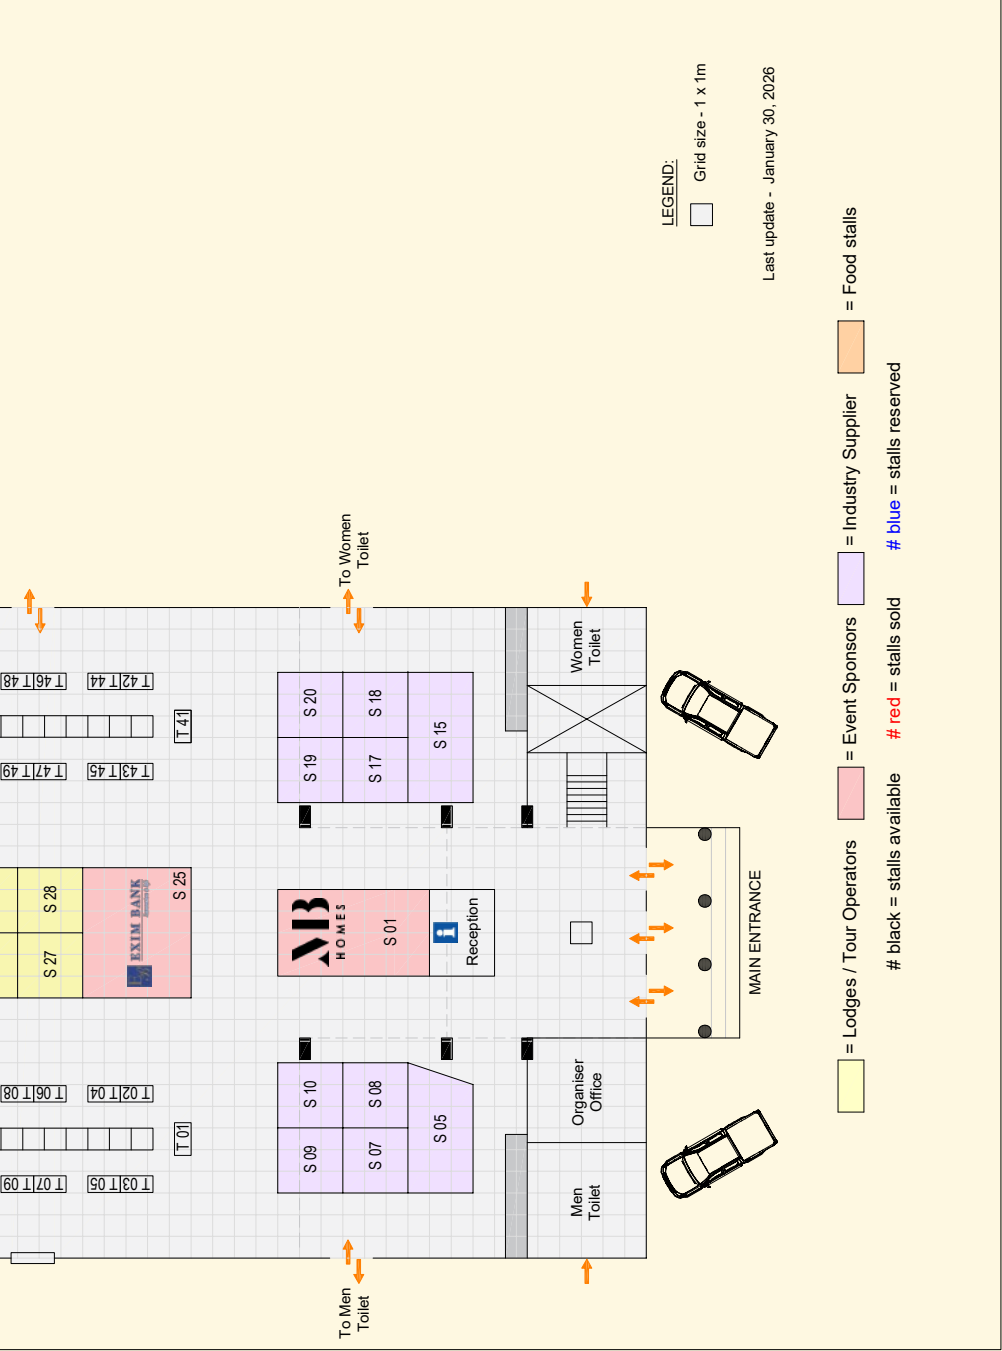 T 09
T 07
T 05
T 03
T 01
T 08
T 06
T 04
T 02
S 27
S 28
EXIM BANK
S 25
T 49
T 47
T 45
T 43
T 41
T 48
T 46
T 44
T 42
To Men
Toilet
S 09
S 10
S 07
S 08
S 05
AB
HOMES
S 01
i
Reception
S 19
S 20
S 17
S 18
S 15
To Women
Toilet
Men
Toilet
Organiser
Office
Women
Toilet
MAIN ENTRANCE
LEGEND:
Grid size - 1 x 1m
Last update - January 30, 2026
= Lodges / Tour Operators
= Event Sponsors
= Industry Supplier
= Food stalls
# black = stalls available
# red = stalls sold
# blue = stalls reserved